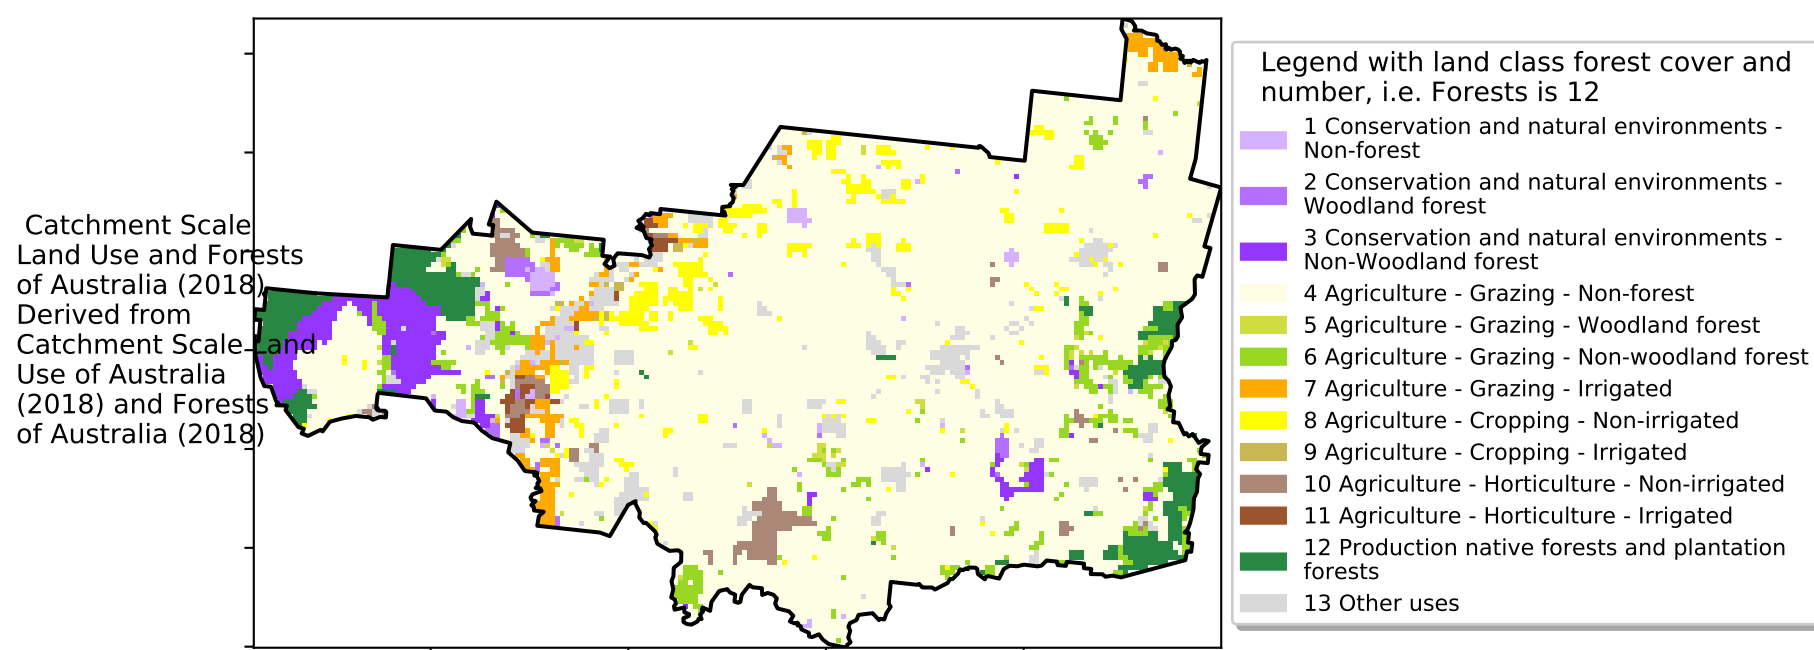 Catchment Scale
Land Use and Forests
of Australia (2018)
Derived from
Catchment Scale Land
Use of Australia
(2018) and Forests
of Australia (2018)
Legend with land class forest cover and
number, i.e. Forests is 12
1 Conservation and natural environments -
Non-forest
2 Conservation and natural environments -
Woodland forest
3 Conservation and natural environments -
Non-Woodland forest
4 Agriculture - Grazing - Non-forest
5 Agriculture - Grazing - Woodland forest
6 Agriculture - Grazing - Non-woodland forest
7 Agriculture - Grazing - Irrigated
8 Agriculture - Cropping - Non-irrigated
9 Agriculture - Cropping - Irrigated
10 Agriculture - Horticulture - Non-irrigated
11 Agriculture - Horticulture - Irrigated
12 Production native forests and plantation
forests
13 Other uses